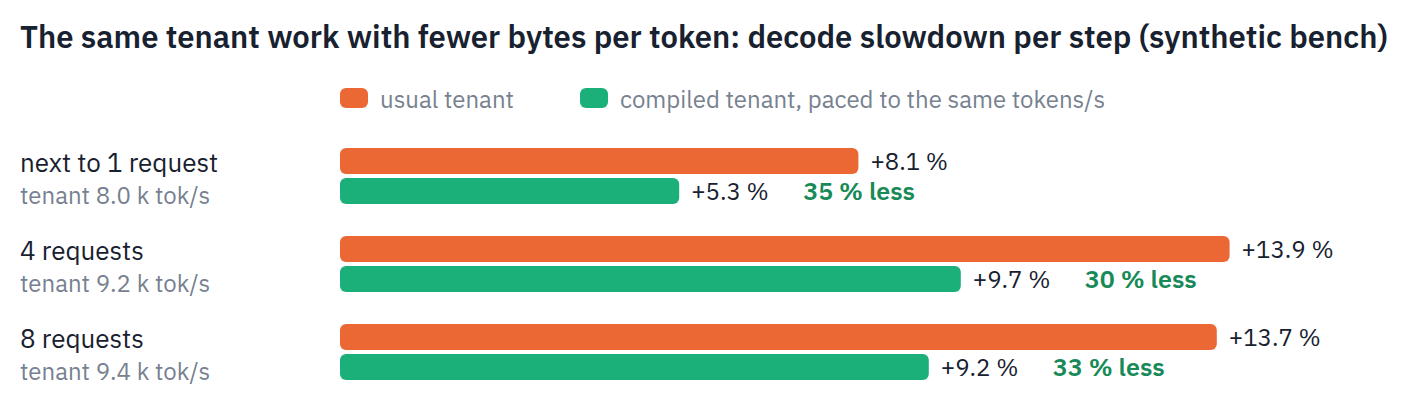 The same tenant work with fewer bytes per token: decode slowdown per step (synthetic bench)
usual tenant compiled tenant, paced to the same tokens/s
next to 1 request +8.1 %
tenant 8.0 k tok/s +5.3 % 35 % less
4 requests +13.9 %
tenant 9.2 k tok/s +9.7 % 30 % less
8 requests +13.7 %
tenant 9.4 k tok/s +9.2 % 33 % less